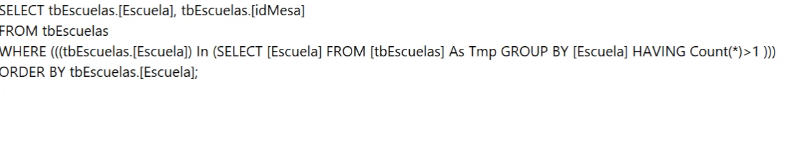 SELECT tbEscuelas.[Escuela], tbEscuelas.[idMesa]
FROM tbEscuelas
WHERE (((tbEscuelas.[Escuela]) In (SELECT [Escuela] FROM [tbEscuelas] As Tmp GROUP BY [Escuela] HAVING Count(*)>1 )))
ORDER BY tbEscuelas.[Escuela];